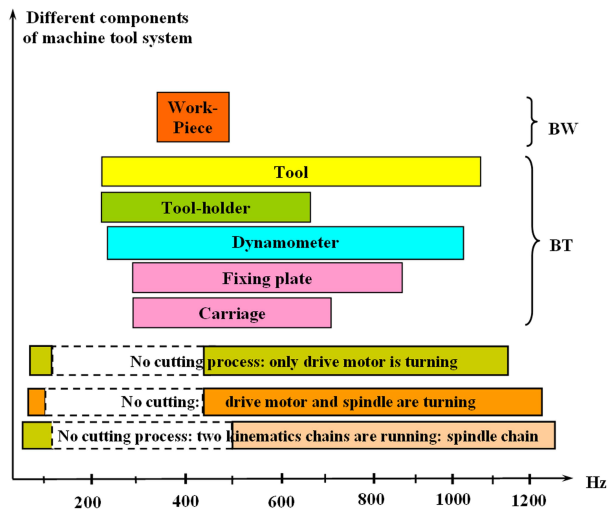 Different components
of machine tool system
Work-
Piece
BW
Tool
Tool-holder
Dynamometer
BT
Fixing plate
Carriage
No cutting process: only drive motor is turning
No cutting: drive motor and spindle are turning
No cutting process: two kinematics chains are running: spindle chain
Hz
200 400 600 800 1000 1200